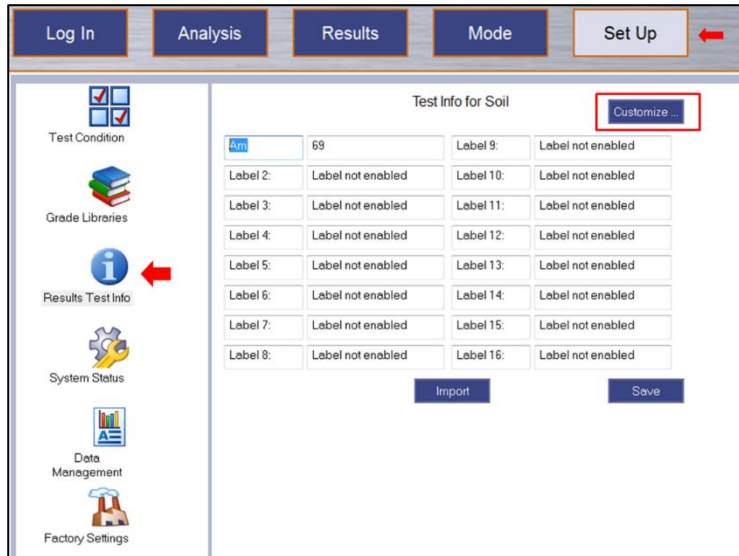 Log In Analysis Results Mode Set Up
Test Condition
Grade Libraries
Results Test Info
System Status
Data
Management
Factory Settings
Test Info for Soil
Customize ...
Am 69 Label 9: Label not enabled
Label 2: Label not enabled Label 10: Label not enabled
Label 3: Label not enabled Label 11: Label not enabled
Label 4: Label not enabled Label 12: Label not enabled
Label 5: Label not enabled Label 13: Label not enabled
Label 6: Label not enabled Label 14: Label not enabled
Label 7: Label not enabled Label 15: Label not enabled
Label 8: Label not enabled Label 16: Label not enabled
Import Save